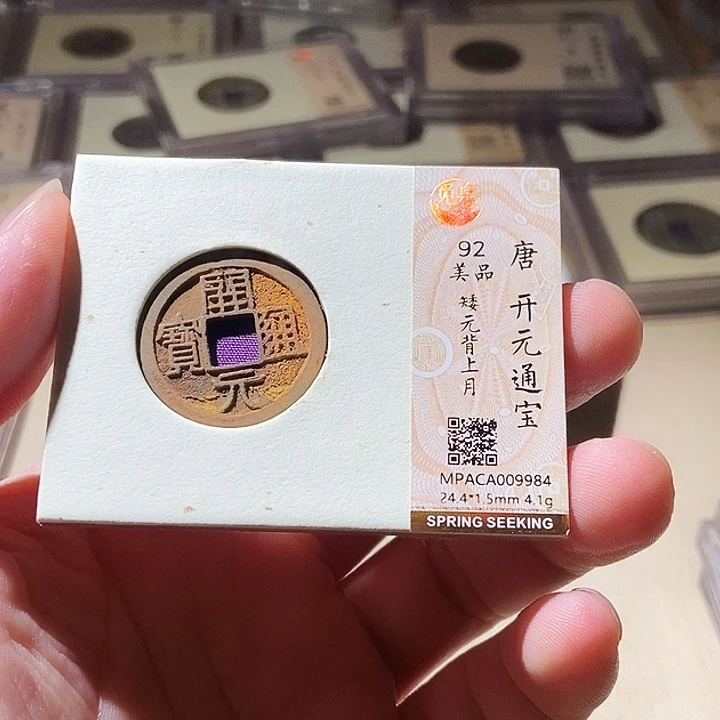 開元通寳
唐 开元通宝
92
美品
矮元背上月
MPACA009984
24.4*1.5mm 4.1g
SPRING SEEKING